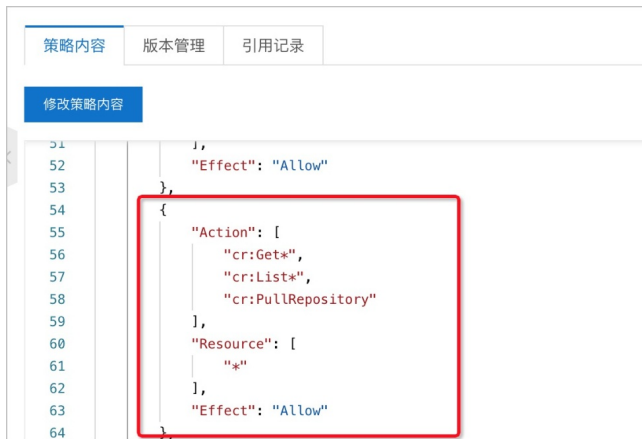 策略内容 版本管理 引用记录
修改策略内容
51 ],
52 "Effect": "Allow"
53 },
54 {
55 "Action": [
56 "cr:Get*",
57 "cr:List*",
58 "cr:PullRepository"
59 ],
60 "Resource": [
61 "*"
62 ],
63 "Effect": "Allow"
64 },